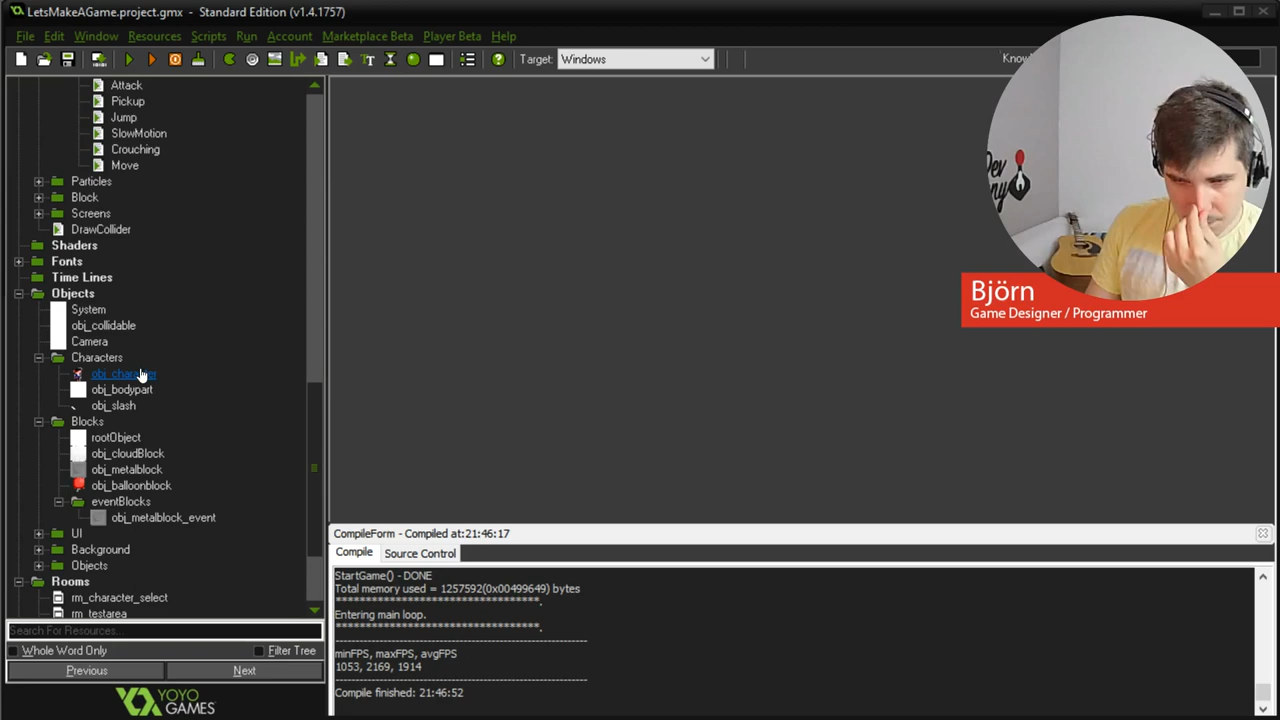 LetsMakeAGame.project.gmx - Standard Edition (v1.4.1757)
File Edit Window Resources Scripts Run Account Marketplace Beta Player Beta Help
Target: Windows
Attack
Pickup
Jump
SlowMotion
Crouching
Move
Particles
Block
Screens
DrawCollider
Shaders
Fonts
Time Lines
Objects
System
obj_collidable
Camera
Characters
obj_character
obj_bodypart
obj_slash
Blocks
rootObject
obj_cloudBlock
obj_metalblock
obj_balloonblock
eventBlocks
obj_metalblock_event
UI
Background
Objects
Rooms
rm_character_select
rm_testarea
Search For Resources...
Whole Word Only Filter Tree
Previous Next
YOYO
GAMES
Björn
Game Designer / Programmer
CompileForm - Compiled at:21:46:17
Compile Source Control
StartGame() - DONE
Total memory used = 1257592(0x00499649) bytes
***********************************.
Entering main loop.
***********************************.
minFPS, maxFPS, avgFPS
1053, 2169, 1914
Compile finished: 21:46:52